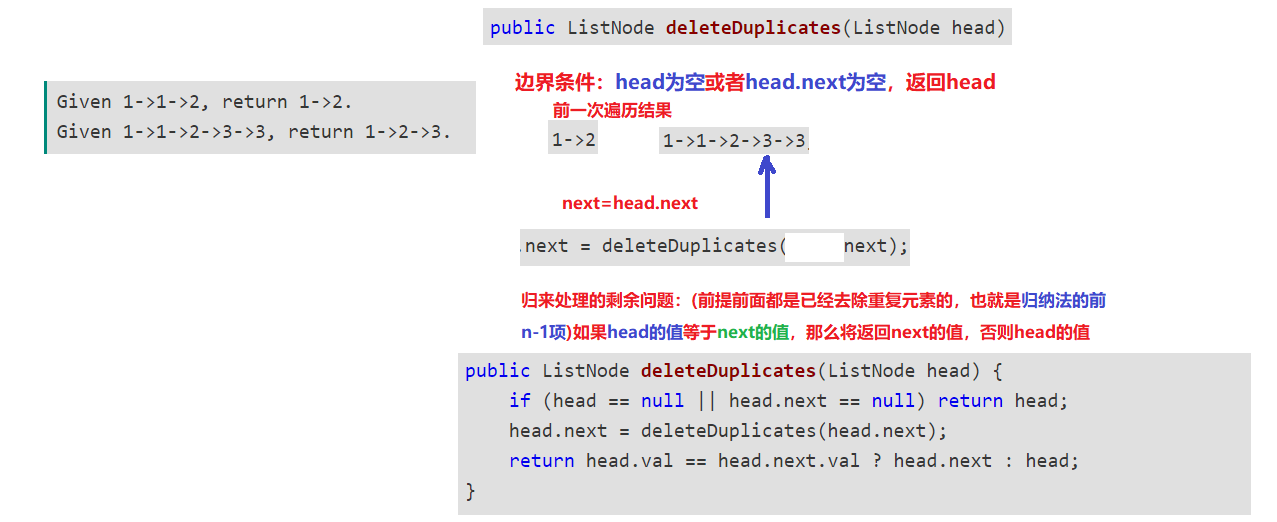 public ListNode deleteDuplicates(ListNode head)
边界条件：head为空或者head.next为空，返回head
Given 1->1->2, return 1->2.
Given 1->1->2->3->3, return 1->2->3.
前一次遍历结果
1->2
1->1->2->3->3.
next=head.next
.next = deleteDuplicates( next);
归来处理的剩余问题：(前提前面都是已经去除重复元素的，也就是归纳法的前
n-1项)如果head的值等于next的值，那么将返回next的值，否则head的值
public ListNode deleteDuplicates(ListNode head) {
if (head == null || head.next == null) return head;
head.next = deleteDuplicates(head.next);
return head.val == head.next.val ? head.next : head;
}